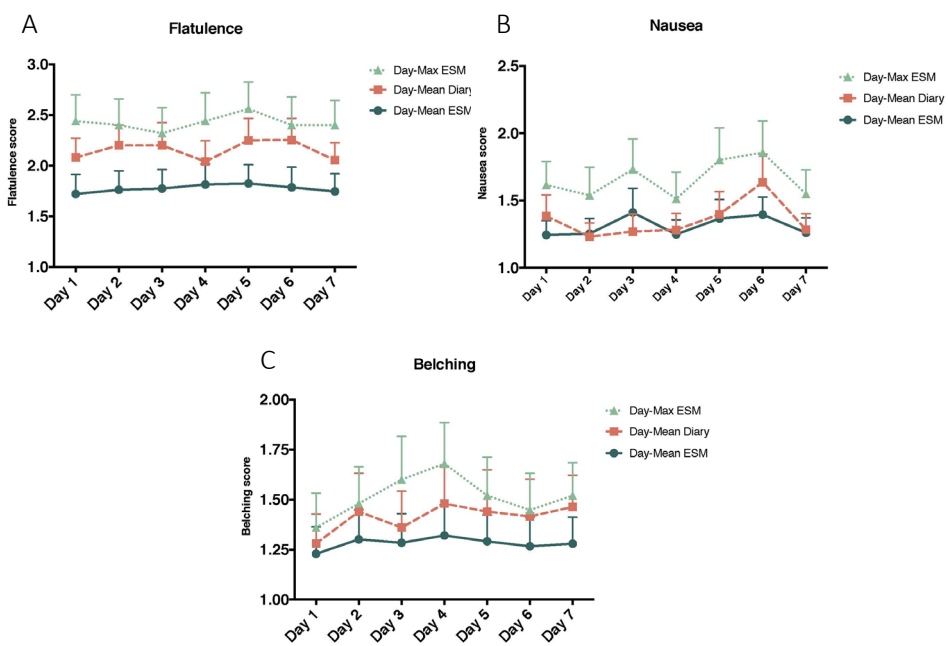 A
Flatulence
Flatulence score
3.0
2.5
2.0
1.5
1.0
Day 1
Day 2
Day 3
Day 4
Day 5
Day 6
Day 7
Day-Max ESM
Day-Mean Diary
Day-Mean ESM
B
Nausea
Nausea score
2.5
2.0
1.5
1.0
Day 1
Day 2
Day 3
Day 4
Day 5
Day 6
Day 7
Day-Max ESM
Day-Mean Diary
Day-Mean ESM
C
Belching
Belching score
2.00
1.75
1.50
1.25
1.00
Day 1
Day 2
Day 3
Day 4
Day 5
Day 6
Day 7
Day-Max ESM
Day-Mean Diary
Day-Mean ESM